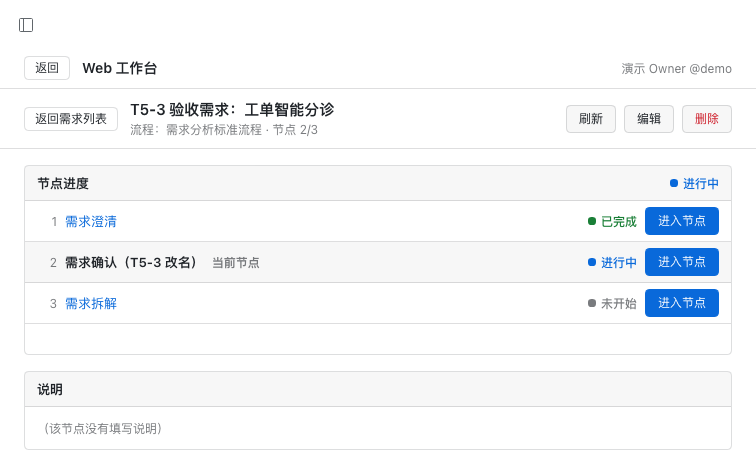 返回 Web 工作台 演示 Owner @demo
返回需求列表 T5-3 验收需求：工单智能分诊 刷新 编辑 删除
流程：需求分析标准流程 · 节点 2/3
节点进度 进行中
1 需求澄清 已完成 进入节点
2 需求确认（T5-3 改名） 当前节点 进行中 进入节点
3 需求拆解 未开始 进入节点
说明
（该节点没有填写说明）